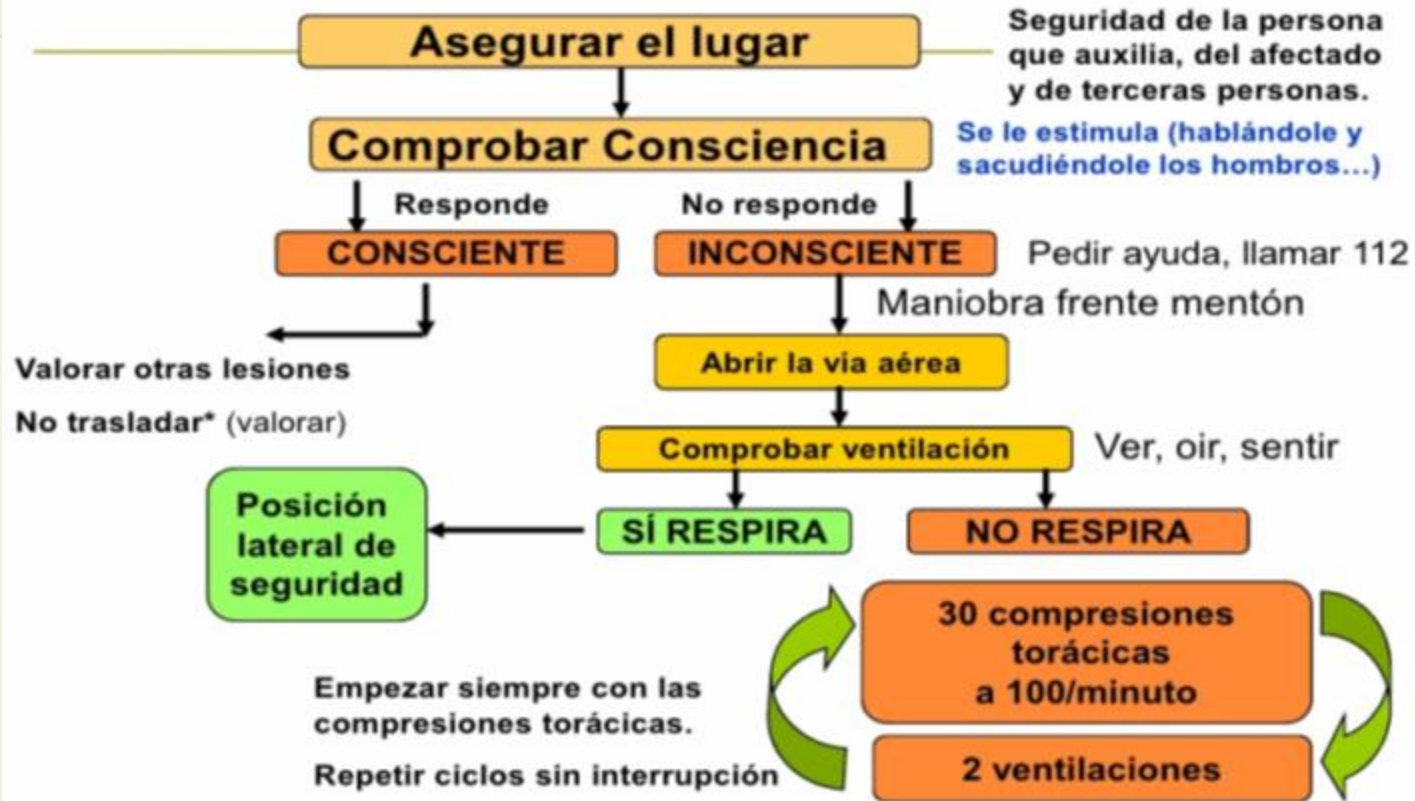 Asegurar el lugar
Seguridad de la persona
que auxilia, del afectado
y de terceras personas.
Comprobar Consciencia
Se le estimula (hablándole y
sacudiéndole los hombros...)
Responde
No responde
CONSCIENTE
INCONSCIENTE
Pedir ayuda, llamar 112
Maniobra frente mentón
Valorar otras lesiones
No trasladar* (valorar)
Abrir la via aérea
Comprobar ventilación
Ver, oir, sentir
SÍ RESPIRA
NO RESPIRA
Posición
lateral de
seguridad
30 compresiones
torácicas
a 100/minuto
Empezar siempre con las
compresiones torácicas.
Repetir ciclos sin interrupción
2 ventilaciones